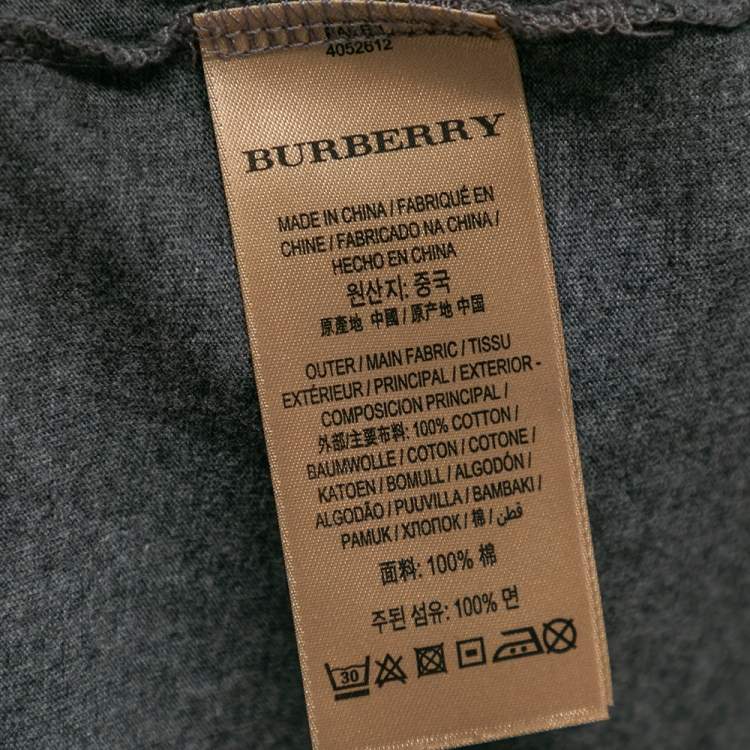 4052612
BURBERRY
MADE IN CHINA / FABRIQUÉ EN
CHINE / FABRICADO NA CHINA /
HECHO EN CHINA
원산지: 중국
原產地 中國 / 原产地 中国
OUTER / MAIN FABRIC / TISSU
EXTÉRIEUR / PRINCIPAL / EXTERIOR -
COMPOSICION PRINCIPAL /
外部/主要布料: 100% COTTON /
BAUMWOLLE / COTON / COTONE /
KATOEN / BOMULL / ALGODÓN /
ALGODÃO / PUUVILLA / BAMBAKI /
PAMUK / ХЛОПОК / 棉 / قطن /
面料: 100% 棉
주된 섬유: 100% 면
30